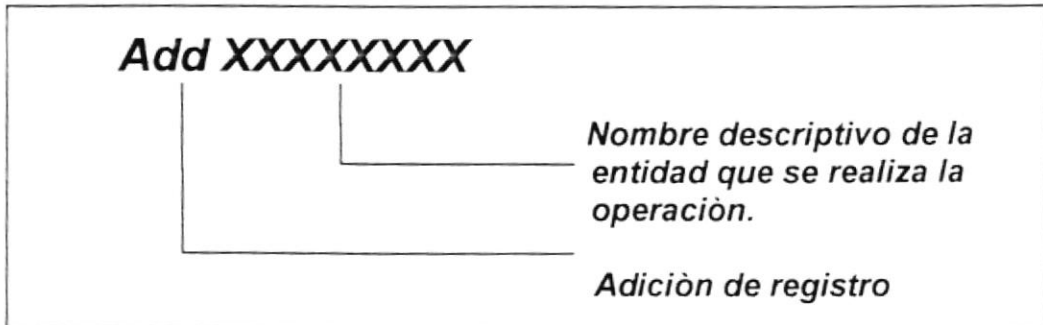 Add XXXXXXXX
Nombre descriptivo de la
entidad que se realiza la
operaciòn.
Adiciòn de registro